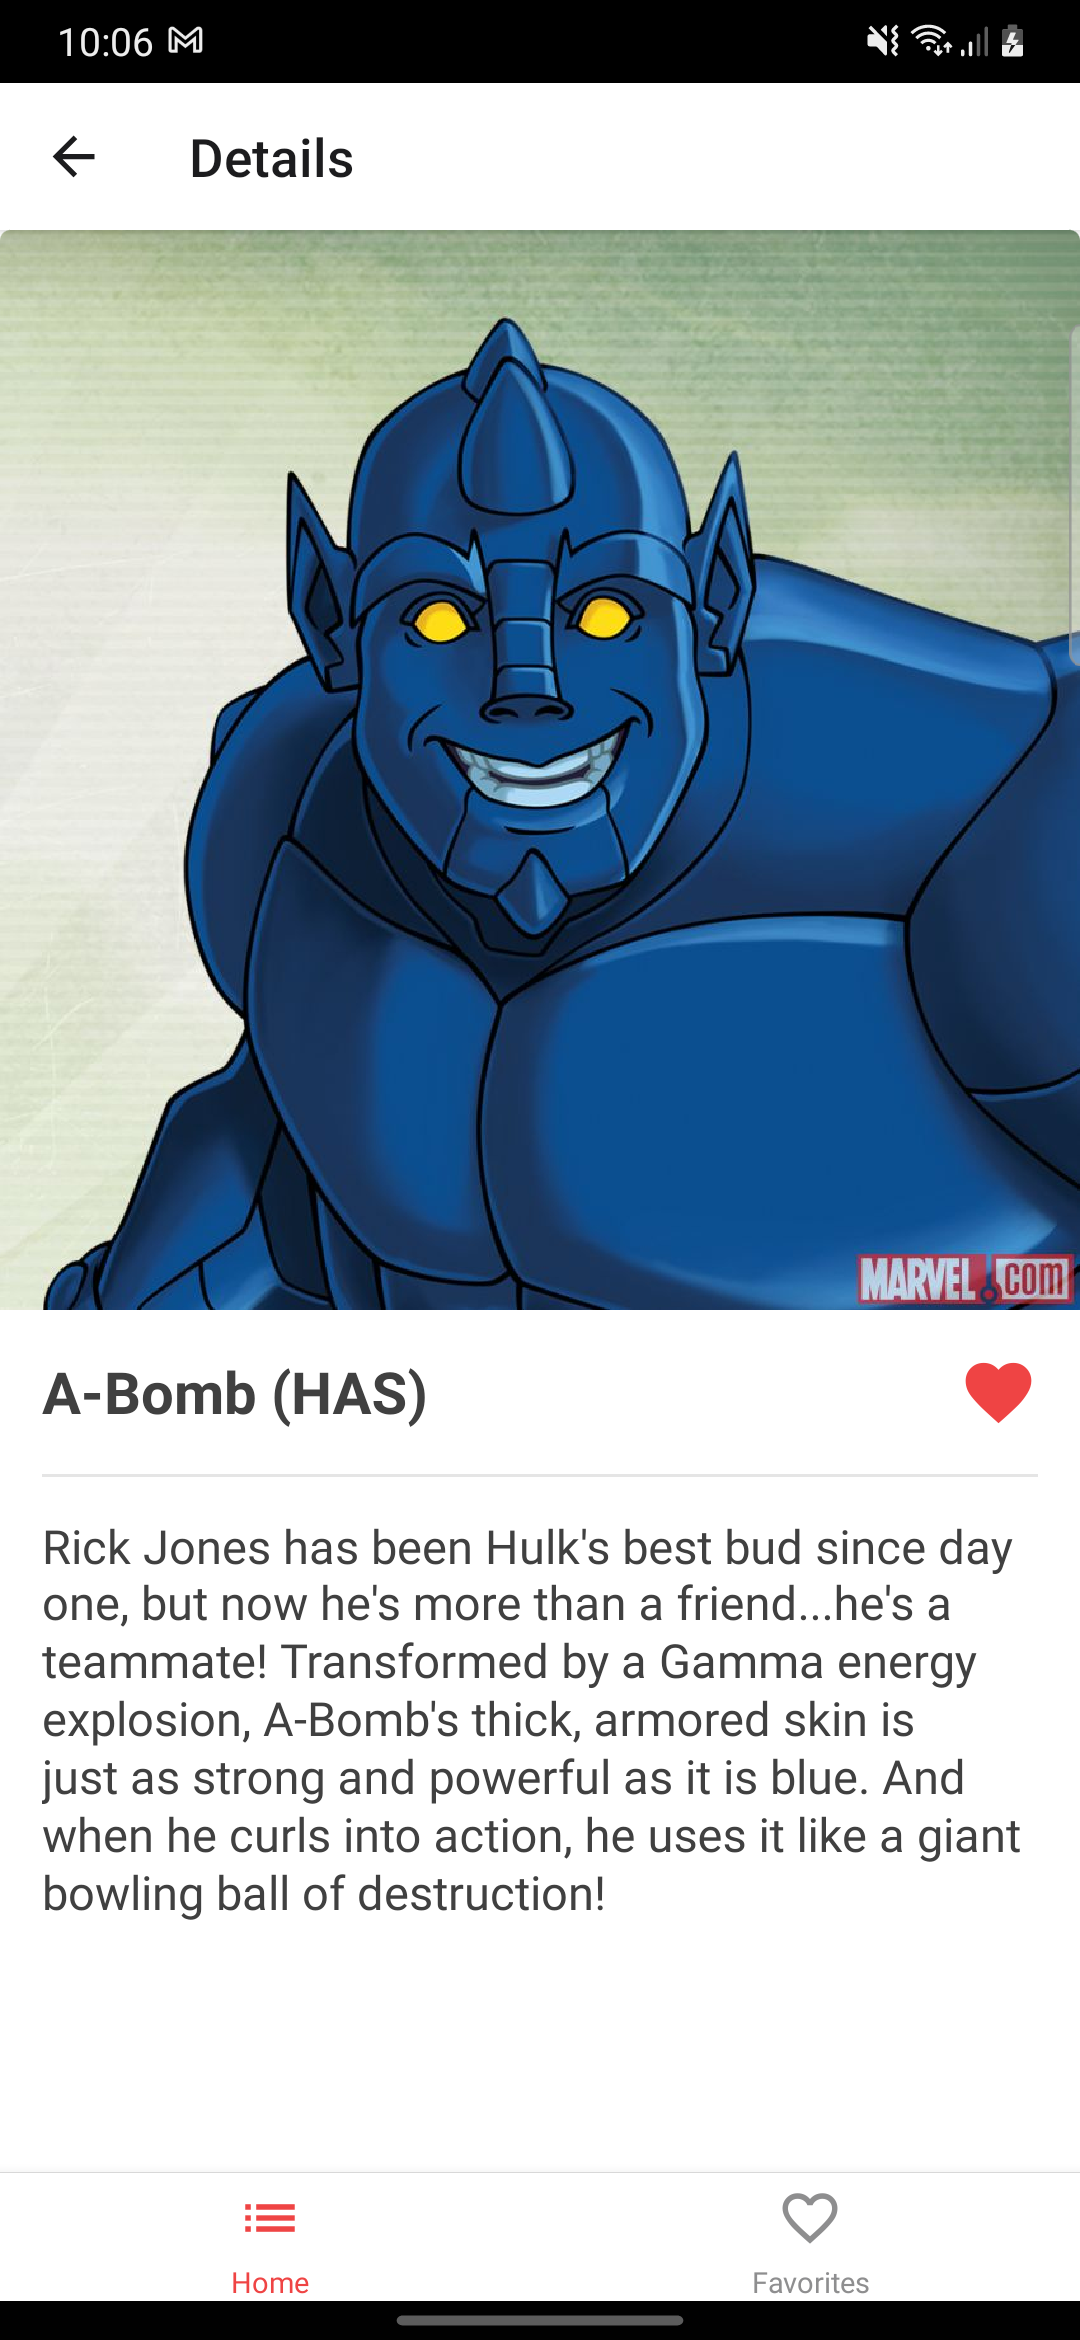 10:06
Details
MARVEL.COM
A-Bomb (HAS)
Rick Jones has been Hulk's best bud since day
one, but now he's more than a friend...he's a
teammate! Transformed by a Gamma energy
explosion, A-Bomb's thick, armored skin is
just as strong and powerful as it is blue. And
when he curls into action, he uses it like a giant
bowling ball of destruction!
Home
Favorites